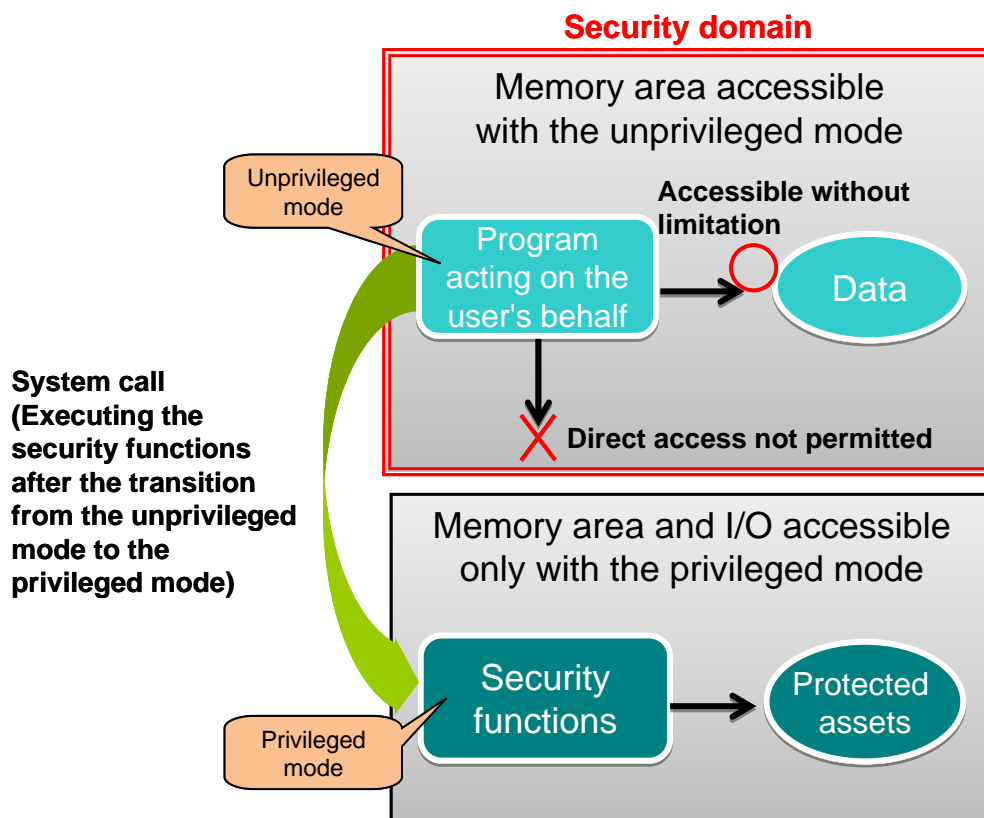 Security domain
Memory area accessible
with the unprivileged mode
Unprivileged
mode
Accessible without
limitation
Program
acting on the
user's behalf
Data
System call
(Executing the
security functions
after the transition
from the unprivileged
mode to the
privileged mode)
Direct access not permitted
Memory area and I/O accessible
only with the privileged mode
Security
functions
Protected
assets
Privileged
mode